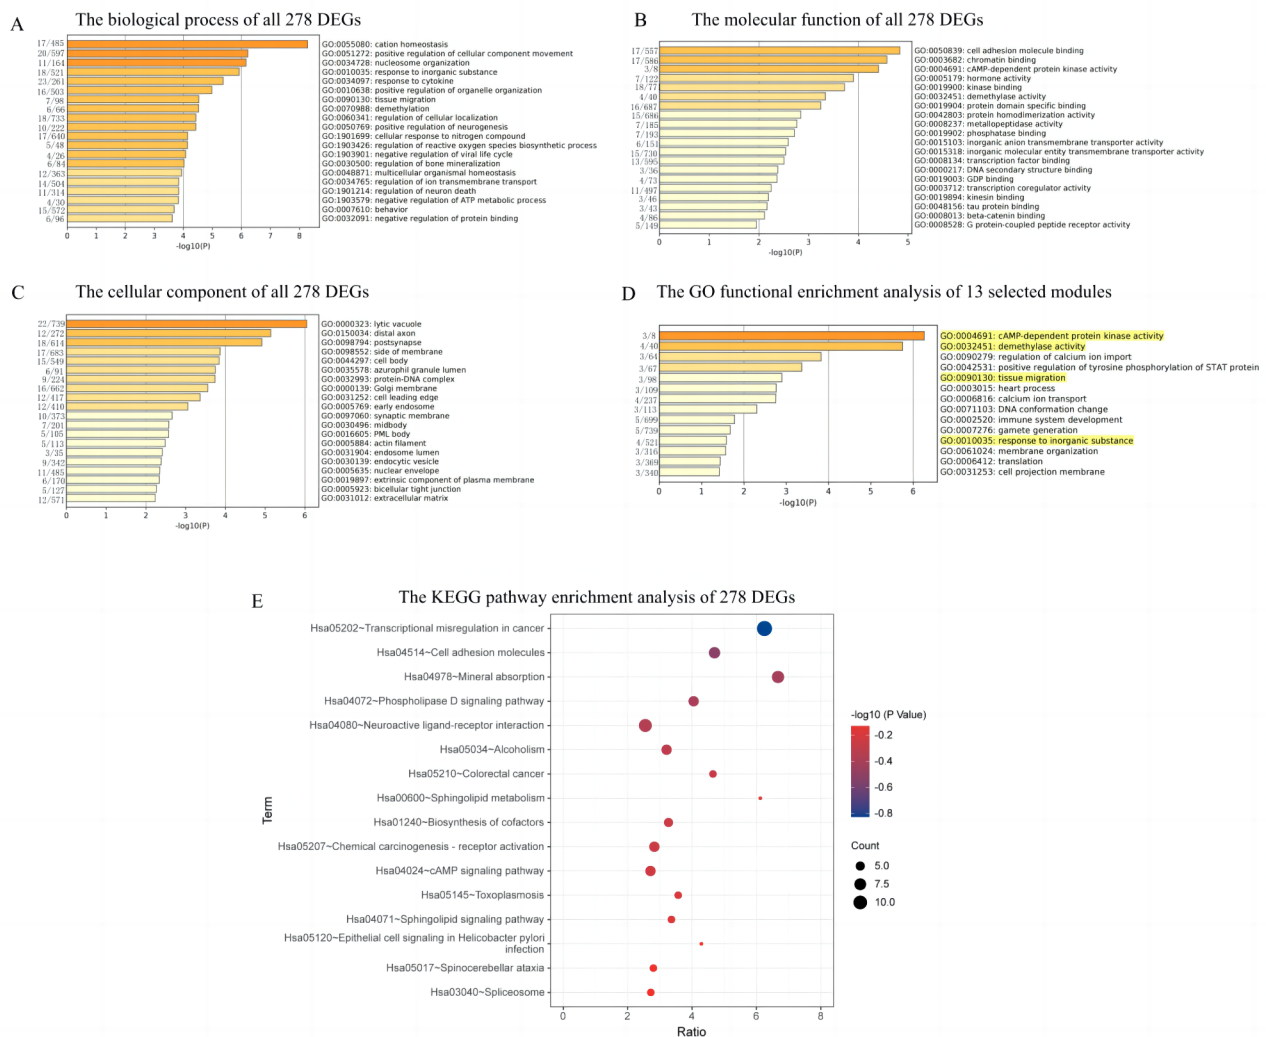 A
The biological process of all 278 DEGs
17/485 GO:0055080: cation homeostasis
20/597 GO:0051272: positive regulation of cellular component movement
11/164 GO:0034728: nucleosome organization
18/521 GO:0010035: response to inorganic substance
23/261 GO:0034097: response to cytokine
16/503 GO:0010638: positive regulation of organelle organization
7/98 GO:0090130: tissue migration
6/66 GO:0070988: demethylation
18/733 GO:0060341: regulation of cellular localization
10/222 GO:0050769: positive regulation of neurogenesis
17/640 GO:1901699: cellular response to nitrogen compound
5/48 GO:1903426: regulation of reactive oxygen species biosynthetic process
4/26 GO:1903901: negative regulation of viral life cycle
6/84 GO:0030500: regulation of bone mineralization
12/363 GO:0048871: multicellular organismal homeostasis
14/504 GO:0034765: regulation of ion transmembrane transport
11/314 GO:1901214: regulation of neuron death
4/30 GO:1903579: negative regulation of ATP metabolic process
15/572 GO:0007610: behavior
6/96 GO:0032091: negative regulation of protein binding
0 1 2 3 4 5 6 7 8
-log10(P)
B
The molecular function of all 278 DEGs
17/557 GO:0050839: cell adhesion molecule binding
17/586 GO:0003682: chromatin binding
3/8 GO:0004691: cAMP-dependent protein kinase activity
7/122 GO:0005179: hormone activity
18/77 GO:0019900: kinase binding
4/40 GO:0032451: demethylase activity
16/687 GO:0019904: protein domain specific binding
15/686 GO:0042803: protein homodimerization activity
7/185 GO:0008237: metallopeptidase activity
7/193 GO:0019902: phosphatase binding
6/151 GO:0015103: inorganic anion transmembrane transporter activity
15/730 GO:0015318: inorganic molecular entity transmembrane transporter activity
13/595 GO:0008134: transcription factor binding
3/36 GO:0000217: DNA secondary structure binding
4/73 GO:0019003: GDP binding
11/497 GO:0003712: transcription coregulator activity
3/46 GO:0019894: kinesin binding
3/43 GO:0048156: tau protein binding
4/86 GO:0008013: beta-catenin binding
5/149 GO:0008528: G protein-coupled peptide receptor activity
0 1 2 3 4 5
-log10(P)
C
The cellular component of all 278 DEGs
22/739 GO:0000323: lytic vacuole
12/272 GO:0150034: distal axon
18/614 GO:0098794: postsynapse
17/683 GO:0098552: side of membrane
15/549 GO:0044297: cell body
6/91 GO:0035578: azurophil granule lumen
9/224 GO:0032993: protein-DNA complex
16/662 GO:0000139: Golgi membrane
12/417 GO:0031252: cell leading edge
12/410 GO:0005769: early endosome
10/373 GO:0097060: synaptic membrane
7/201 GO:0030496: midbody
5/105 GO:0016605: PML body
5/113 GO:0005884: actin filament
3/35 GO:0031904: endosome lumen
9/342 GO:0030139: endocytic vesicle
11/485 GO:0005635: nuclear envelope
6/170 GO:0019897: extrinsic component of plasma membrane
5/127 GO:0005923: bicellular tight junction
12/571 GO:0031012: extracellular matrix
0 1 2 3 4 5 6
-log10(P)
D
The GO functional enrichment analysis of 13 selected modules
3/8 GO:0004691: cAMP-dependent protein kinase activity
4/40 GO:0032451: demethylase activity
3/64 GO:0090279: regulation of calcium ion import
3/67 GO:0042531: positive regulation of tyrosine phosphorylation of STAT protein
3/98 GO:0090130: tissue migration
3/109 GO:0003015: heart process
4/237 GO:0006816: calcium ion transport
3/113 GO:0071103: DNA conformation change
5/699 GO:0002520: immune system development
5/739 GO:0007276: gamete generation
4/521 GO:0010035: response to inorganic substance
3/316 GO:0061024: membrane organization
3/369 GO:0006412: translation
3/340 GO:0031253: cell projection membrane
0 1 2 3 4 5 6
-log10(P)
E
The KEGG pathway enrichment analysis of 278 DEGs
Term
Hsa05202~Transcriptional misregulation in cancer
Hsa04514~Cell adhesion molecules
Hsa04978~Mineral absorption
Hsa04072~Phospholipase D signaling pathway
Hsa04080~Neuroactive ligand-receptor interaction
Hsa05034~Alcoholism
Hsa05210~Colorectal cancer
Hsa00600~Sphingolipid metabolism
Hsa01240~Biosynthesis of cofactors
Hsa05207~Chemical carcinogenesis - receptor activation
Hsa04024~cAMP signaling pathway
Hsa05145~Toxoplasmosis
Hsa04071~Sphingolipid signaling pathway
Hsa05120~Epithelial cell signaling in Helicobacter pylori
infection
Hsa05017~Spinocerebellar ataxia
Hsa03040~Spliceosome
0 2 4 6 8
Ratio
-log10 (P Value)
-0.2
-0.4
-0.6
-0.8
Count
5.0
7.5
10.0